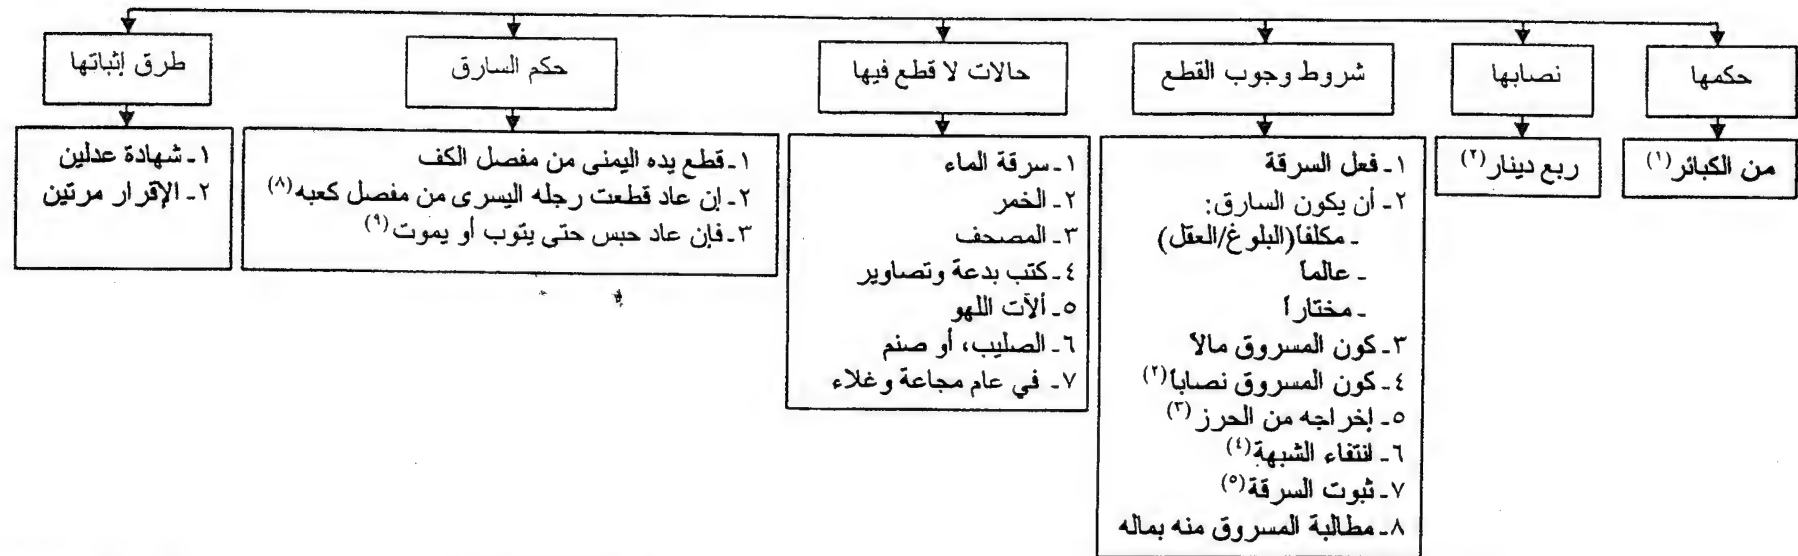 حكمها
من الكبائر(١)
نصابها
ربع دينار(٢)
شروط وجوب القطع
١- فعل السرقة
٢- أن يكون السارق:
- مكلفاً(البلوغ/العقل)
- عالماً
- مختاراً
٣- كون المسروق مالاً
٤- كون المسروق نصاباً(٢)
٥- إخراجه من الحرز(٣)
٦- انتفاء الشبهة(٤)
٧- ثبوت السرقة(٥)
٨- مطالبة المسروق منه بماله
حالات لا قطع فيها
١- سرقة الماء
٢- الخمر
٣- المصحف
٤- كتب بدعة وتصاوير
٥- ألآت اللهو
٦- الصليب، أو صنم
٧- في عام مجاعة وغلاء
حكم السارق
١- قطع يده اليمنى من مفصل الكف
٢- إن عاد قطعت رجله اليسرى من مفصل كعبه(٨)
٣- فإن عاد حبس حتى يتوب أو يموت(٩)
طرق إثباتها
١- شهادة عدلين
٢- الإقرار مرتين